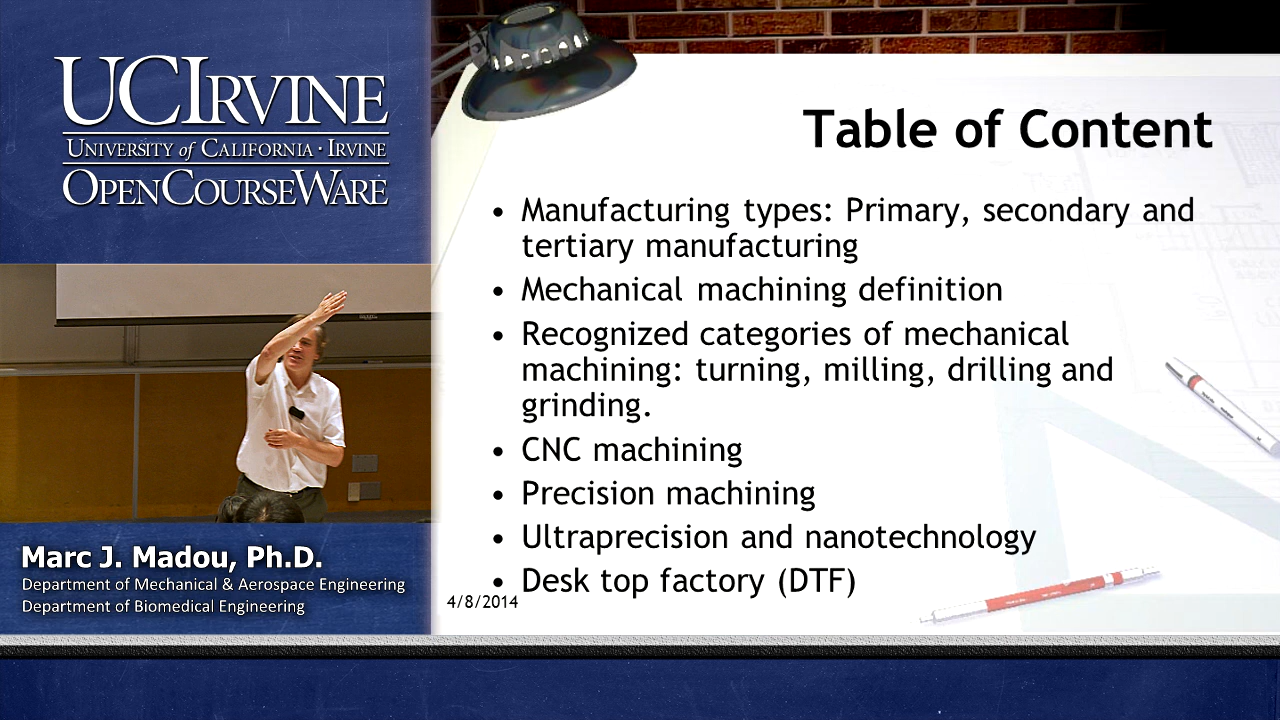 UCIRVINE
UNIVERSITY of CALIFORNIA · IRVINE
OPENCOURSEWARE
Table of Content
• Manufacturing types: Primary, secondary and
tertiary manufacturing
• Mechanical machining definition
• Recognized categories of mechanical
machining: turning, milling, drilling and
grinding.
• CNC machining
• Precision machining
• Ultraprecision and nanotechnology
• Desk top factory (DTF)
4/8/2014
Marc J. Madou, Ph.D.
Department of Mechanical & Aerospace Engineering
Department of Biomedical Engineering